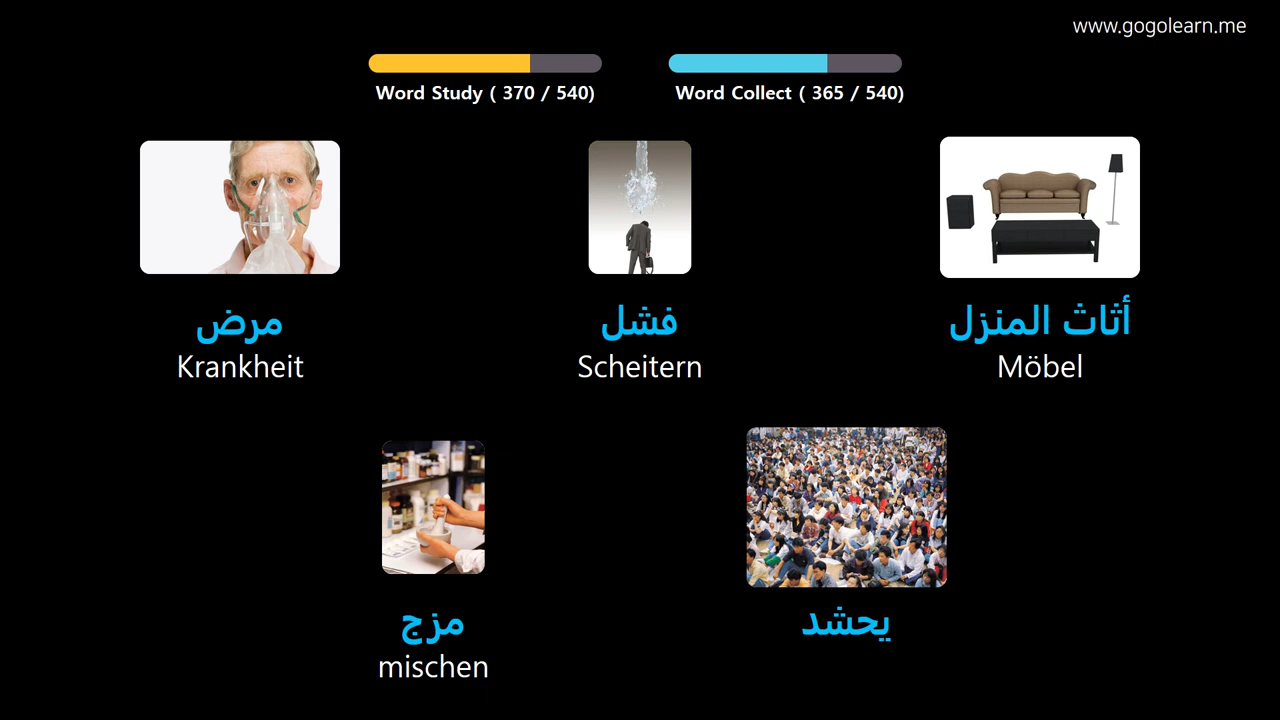 www.gogolearn.me
Word Study ( 370 / 540)
Word Collect ( 365 / 540)
مرض
Krankheit
فشل
Scheitern
أثاث المنزل
Möbel
مزج
mischen
يحشد